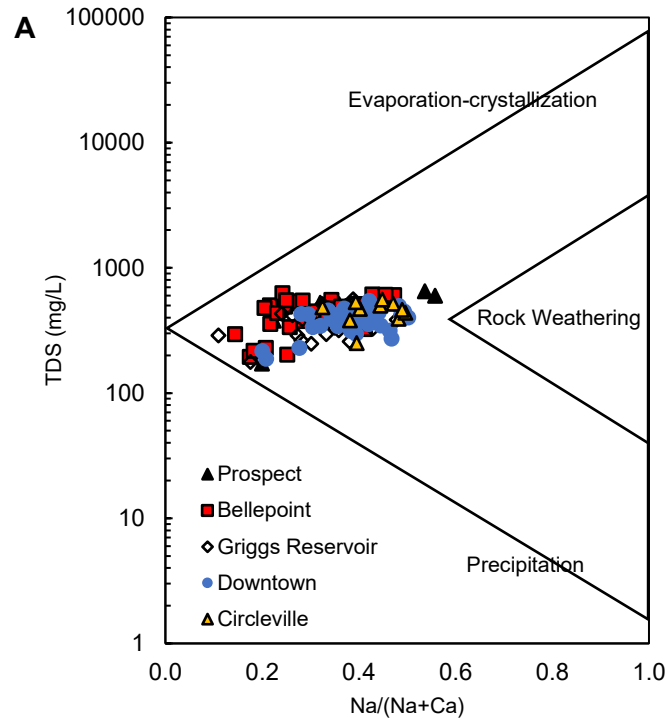 A
TDS (mg/L)
100000
10000
1000
100
10
1
Evaporation-crystallization
Rock Weathering
Precipitation
Prospect
Bellepoint
Griggs Reservoir
Downtown
Circleville
0.0 0.2 0.4 0.6 0.8 1.0
Na/(Na+Ca)